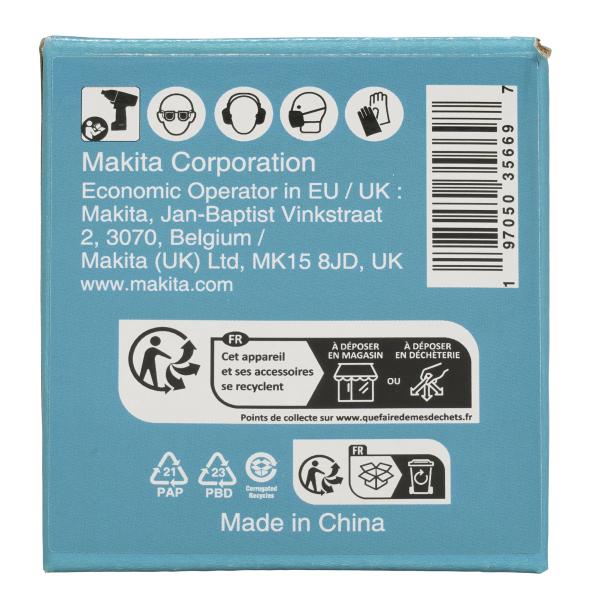 Makita Corporation
Economic Operator in EU / UK :
Makita, Jan-Baptist Vinkstraat
2, 3070, Belgium /
Makita (UK) Ltd, MK15 8JD, UK
www.makita.com
1 97050 35669 7
FR
Cet appareil
et ses accessoires
se recyclent
À DÉPOSER
EN MAGASIN
OU
À DÉPOSER
EN DÉCHÈTERIE
Points de collecte sur www.quefairedemesdechets.fr
21
PAP
23
PBD
Corrugated
Recycles
FR
Made in China